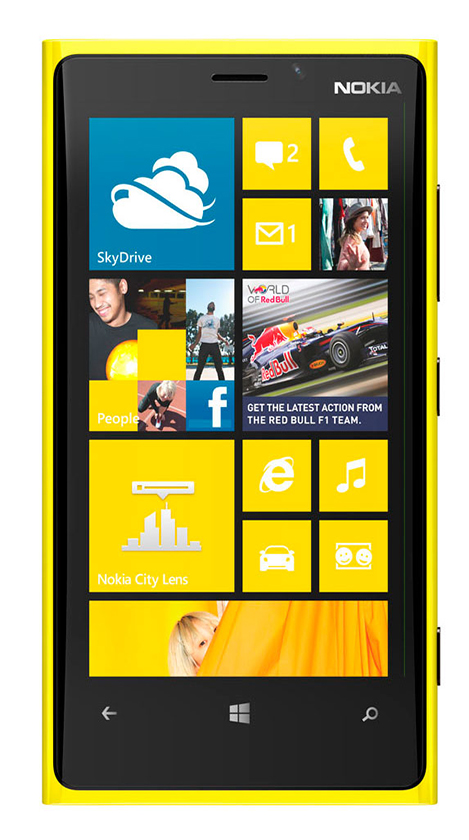 NOKIA
2
SkyDrive
1
WORLD
OF Red Bull
Red Bull
TOTAL
GET THE LATEST ACTION FROM
THE RED BULL F1 TEAM.
People
f
Nokia City Lens